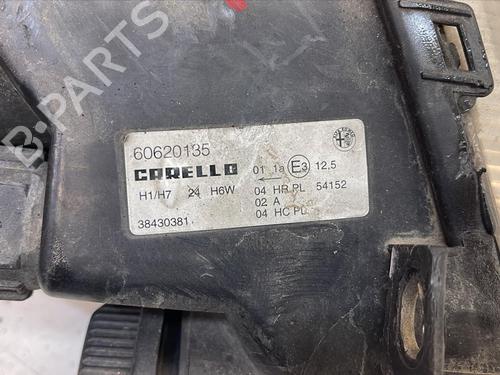 B-PARTS
60620135
CARELLO 01 1a E3 12.5
H1/H7 24 H6W 04 HR PL 54152
02 A
38430381 04 HC PL